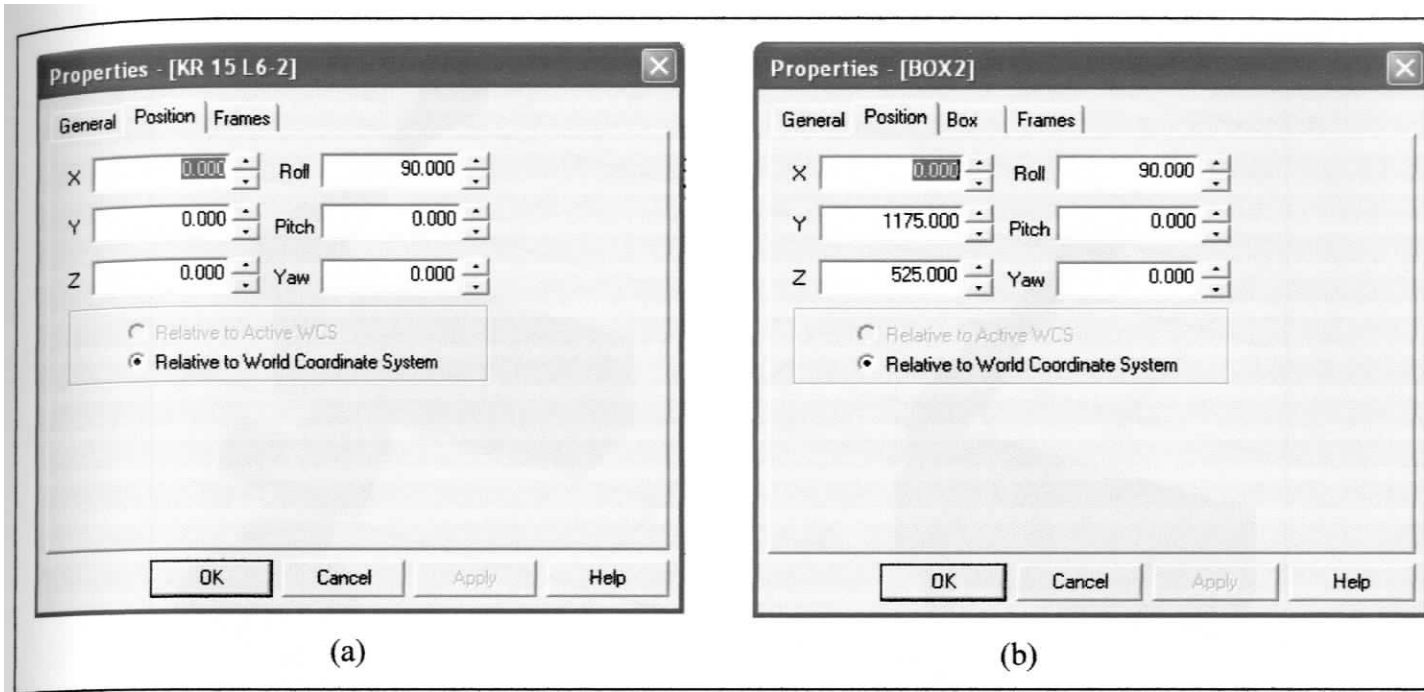 Properties - [KR 15 L6-2]
General Position Frames
X 0.000 Roll 90.000
Y 0.000 Pitch 0.000
Z 0.000 Yaw 0.000
Relative to Active WCS
Relative to World Coordinate System
OK Cancel Apply Help
(a)
Properties - [BOX2]
General Position Box Frames
X 0.000 Roll 90.000
Y 1175.000 Pitch 0.000
Z 525.000 Yaw 0.000
Relative to Active WCS
Relative to World Coordinate System
OK Cancel Apply Help
(b)